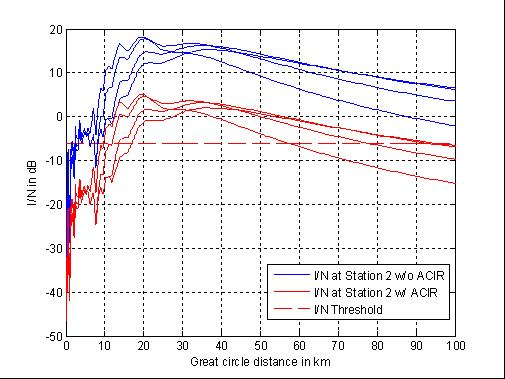 20
10
0
-10
-20
-30
-40
-50
I/N in dB
I/N at Station 2 w/o ACIR
I/N at Station 2 w/ ACIR
I/N Threshold
0 10 20 30 40 50 60 70 80 90 100
Great circle distance in km